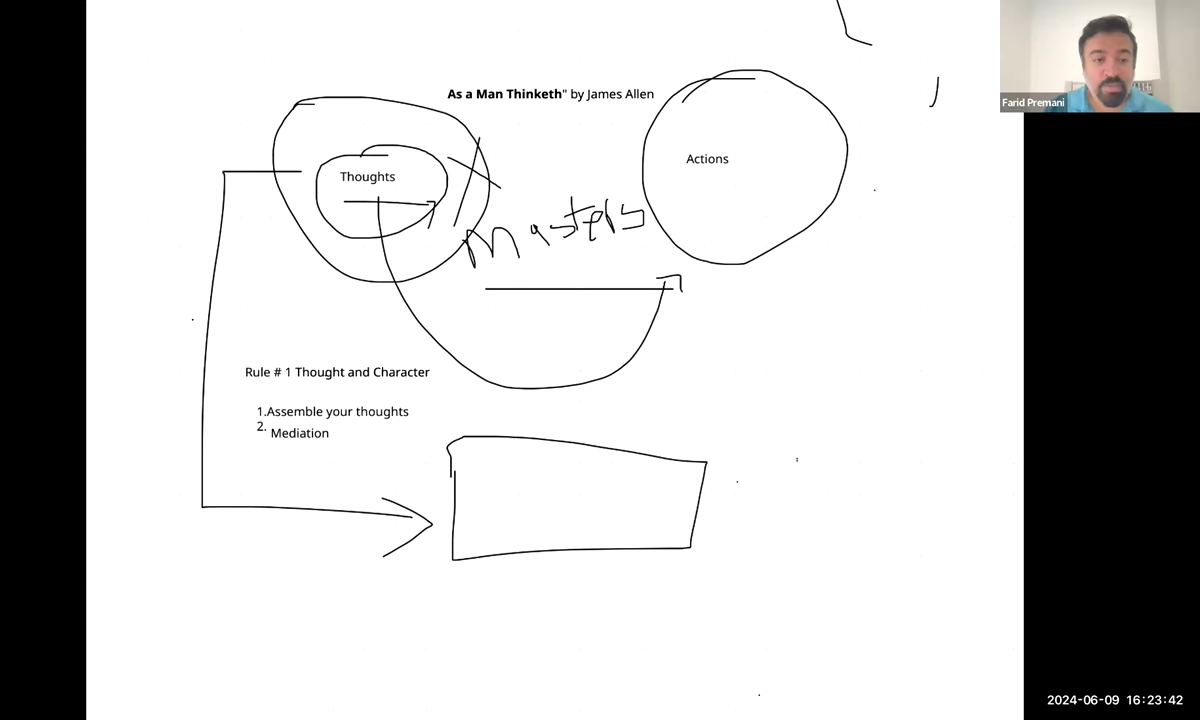 As a Man Thinketh" by James Allen
Farid Premani
Thoughts
Actions
Masters
Rule # 1 Thought and Character
1.Assemble your thoughts
2. Mediation
2024-06-09 16:23:42